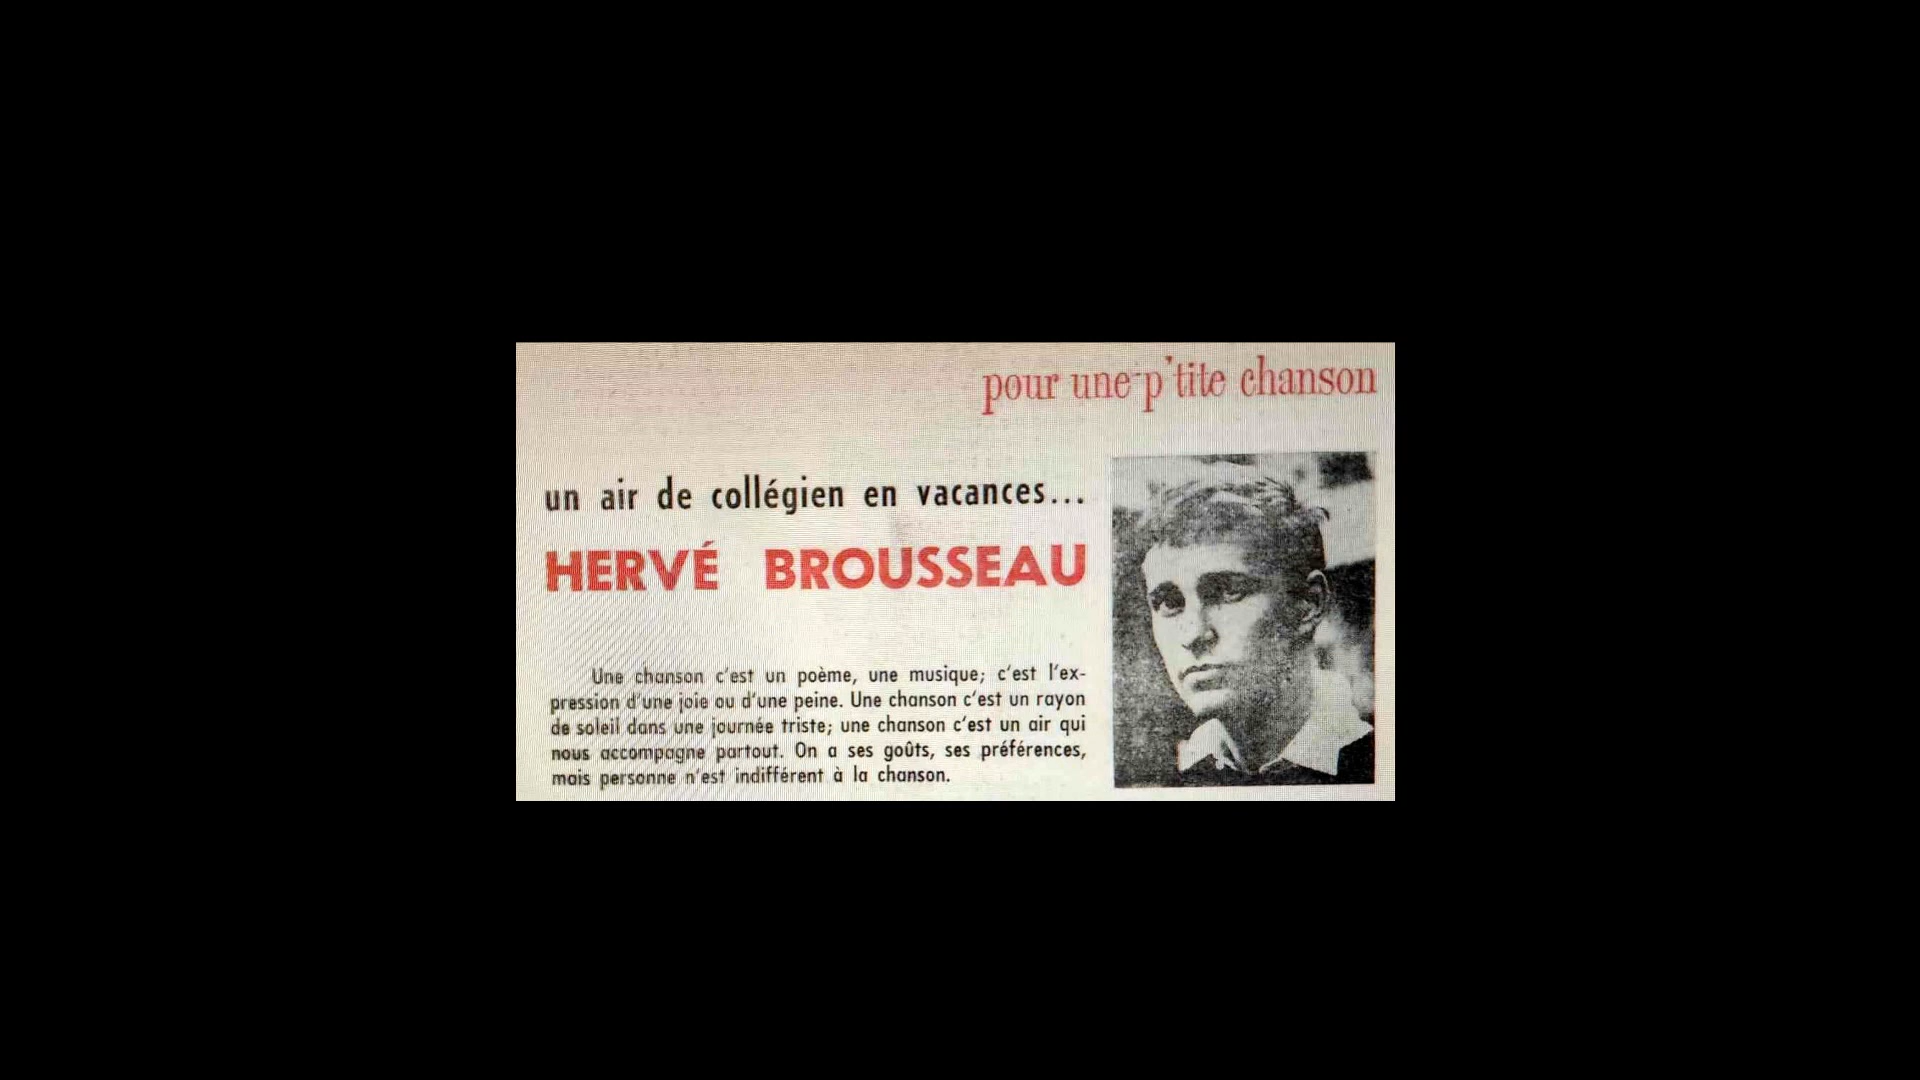 pour une p'tite chanson
un air de collégien en vacances...
HERVÉ BROUSSEAU
Une chanson c'est un poème, une musique; c'est l'ex-
pression d'une joie ou d'une peine. Une chanson c'est un rayon
de soleil dans une journée triste; une chanson c'est un air qui
nous accompagne partout. On a ses goûts, ses préférences,
mais personne n'est indifférent à la chanson.